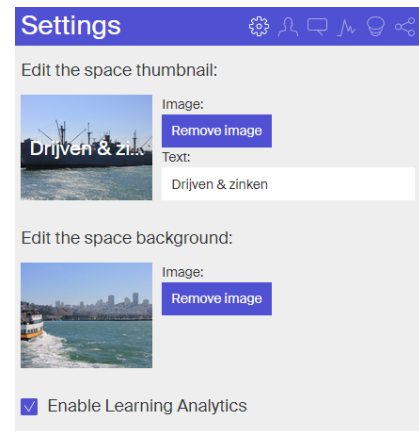 Settings
Edit the space thumbnail:
Image:
Remove image
Drijven & zi...
Text:
Drijven & zinken
Edit the space background:
Image:
Remove image
Enable Learning Analytics